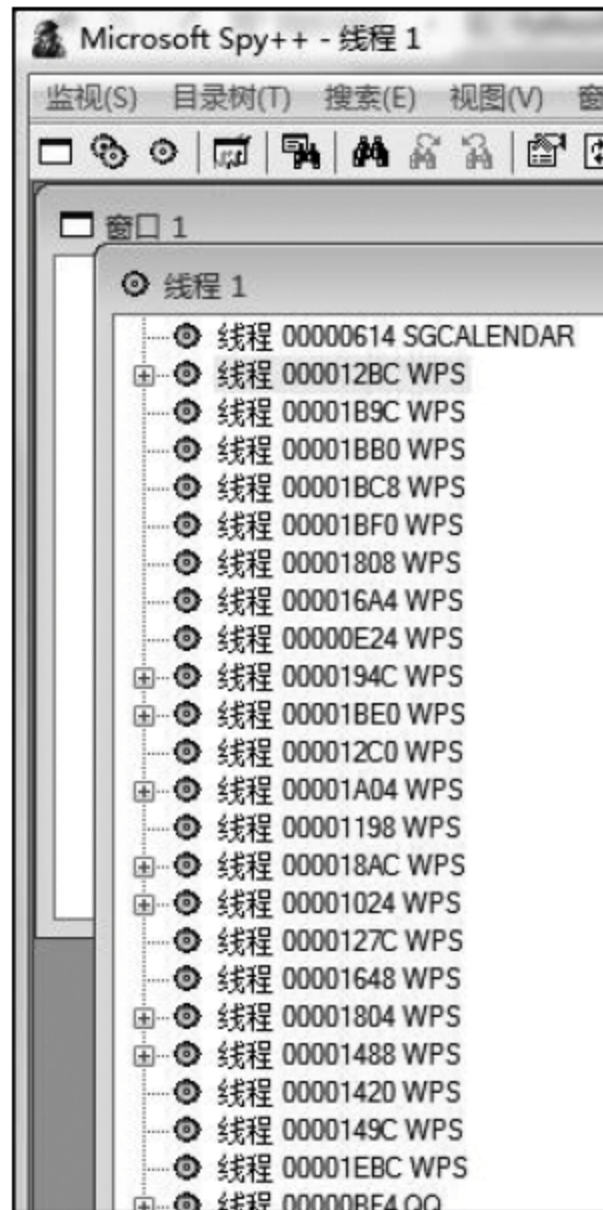 Microsoft Spy++ - 线程 1
监视(S) 目录树(T) 搜索(E) 视图(V) 窗
窗口 1
线程 1
线程 00000614 SGCALENDAR
线程 000012BC WPS
线程 00001B9C WPS
线程 00001BB0 WPS
线程 00001BC8 WPS
线程 00001BF0 WPS
线程 00001808 WPS
线程 000016A4 WPS
线程 00000E24 WPS
线程 0000194C WPS
线程 00001BE0 WPS
线程 000012C0 WPS
线程 00001A04 WPS
线程 00001198 WPS
线程 000018AC WPS
线程 00001024 WPS
线程 0000127C WPS
线程 00001648 WPS
线程 00001804 WPS
线程 00001488 WPS
线程 00001420 WPS
线程 0000149C WPS
线程 00001EBC WPS
线程 00000BF4 QQ